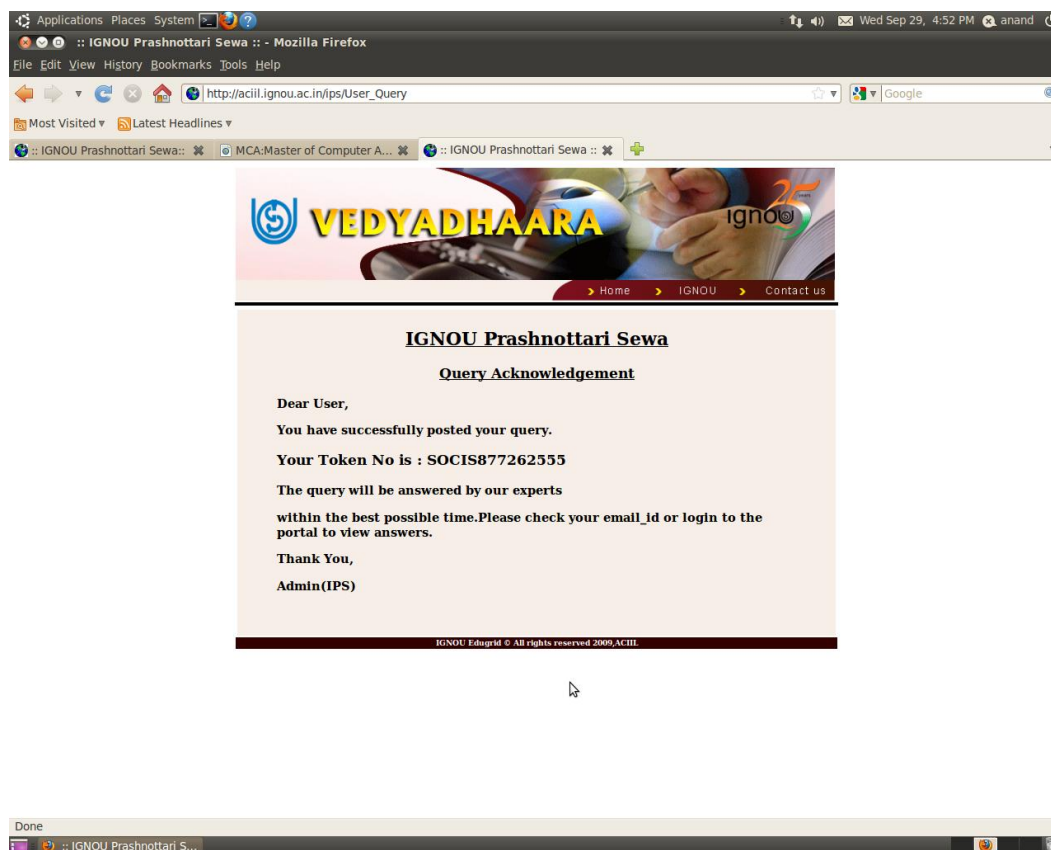 Applications Places System
Wed Sep 29, 4:52 PM anand
:: IGNOU Prashnottari Sewa :: - Mozilla Firefox
File Edit View History Bookmarks Tools Help
http://aciil.ignou.ac.in/ips/User_Query
Google
Most Visited Latest Headlines
:: IGNOU Prashnottari Sewa:: MCA:Master of Computer A... :: IGNOU Prashnottari Sewa ::
VEDYADHAARA
25
ignou
Home IGNOU Contact us
IGNOU Prashnottari Sewa
Query Acknowledgement
Dear User,
You have successfully posted your query.
Your Token No is : SOCIS877262555
The query will be answered by our experts
within the best possible time.Please check your email_id or login to the
portal to view answers.
Thank You,
Admin(IPS)
IGNOU Edugrid © All rights reserved 2009,ACIIL
Done
:: IGNOU Prashnottari S...